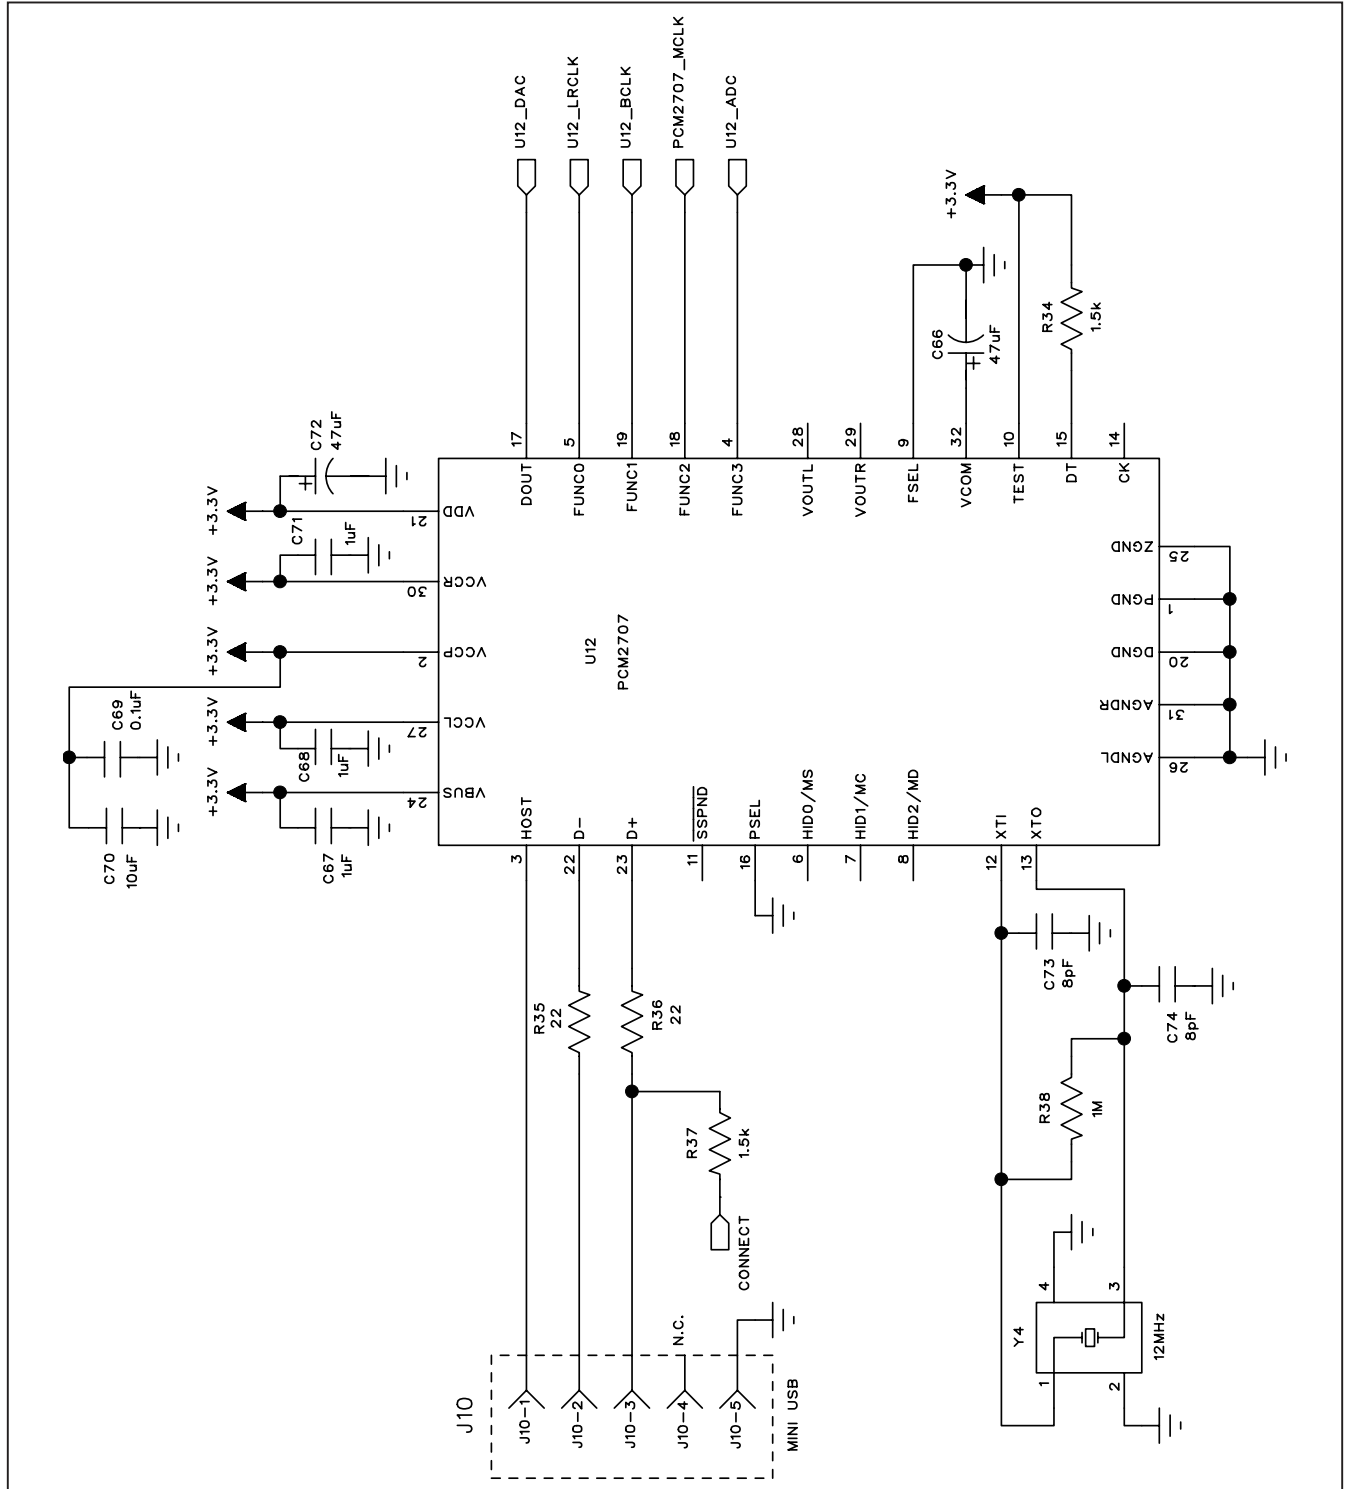 U12_DAC
U12_LRCLK
U12_BCLK
PCM2707_MCLK
U12_ADC
+3.3V
C66
47uF
R34
1.5k
C72
47uF
+3.3V
C71
1uF
+3.3V
+3.3V
C69
0.1uF
+3.3V
C68
1uF
+3.3V
C70
10uF
C67
1uF
17
5
19
18
4
28
29
9
32
10
15
14
DOUT
FUNC0
FUNC1
FUNC2
FUNC3
VOUTL
VOUTR
FSEL
VCOM
TEST
DT
CK
21
VDD
30
VCCR
2
VCCP
27
VCCL
24
VBUS
U12
PCM2707
ZGND
25
PGND
1
DGND
20
AGNDR
31
AGNDL
26
HOST
D-
D+
SSPND
PSEL
HID0/MS
HID1/MC
HID2/MD
XTI
XTO
3
22
23
11
16
6
7
8
12
13
R35
22
R36
22
R37
1.5k
CONNECT
C73
8pF
C74
8pF
R38
1M
J10
J10-1
J10-2
J10-3
J10-4
J10-5
N.C.
MINI USB
Y4
4
3
1
2
12MHz